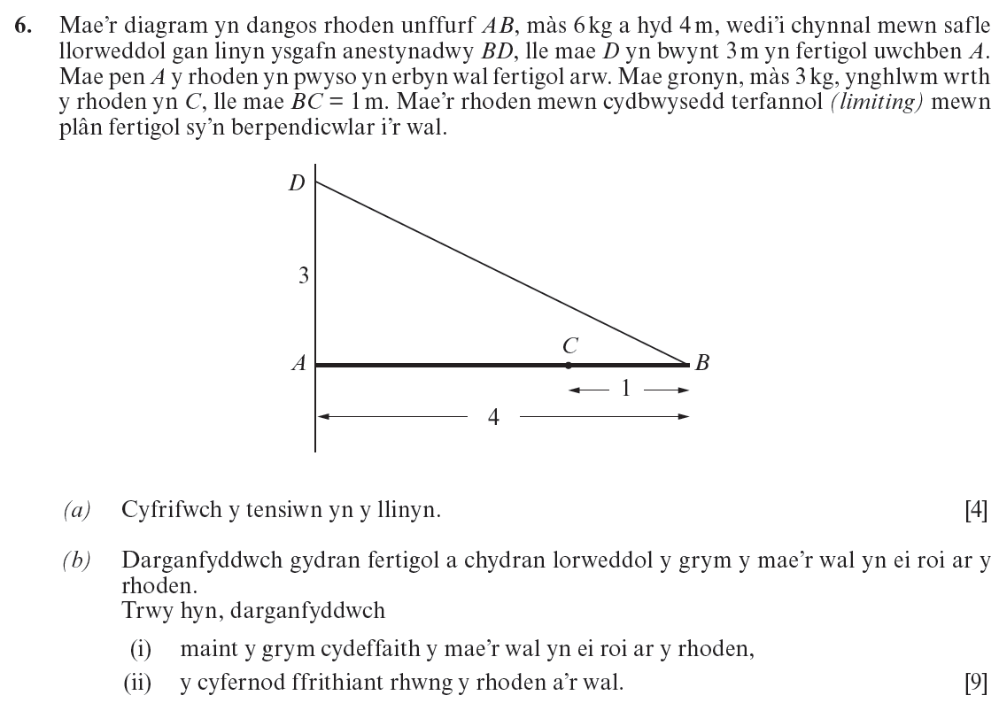 6. Mae'r diagram yn dangos rhoden unffurf AB, màs 6 kg a hyd 4 m, wedi'i chynnal mewn safle
llorweddol gan linyn ysgafn anestynadwy BD, lle mae D yn bwynt 3 m yn fertigol uwchben A.
Mae pen A y rhoden yn pwyso yn erbyn wal fertigol arw. Mae gronyn, màs 3 kg, ynghlwm wrth
y rhoden yn C, lle mae BC = 1 m. Mae'r rhoden mewn cydbwysedd terfannol (limiting) mewn
plân fertigol sy'n berpendicwlar i'r wal.
D
3
C
A
B
1
4
(a) Cyfrifwch y tensiwn yn y llinyn. [4]
(b) Darganfyddwch gydran fertigol a chydran lorweddol y grym y mae'r wal yn ei roi ar y
rhoden.
Trwy hyn, darganfyddwch
(i) maint y grym cydeffaith y mae'r wal yn ei roi ar y rhoden,
(ii) y cyfernod ffrithiant rhwng y rhoden a'r wal. [9]